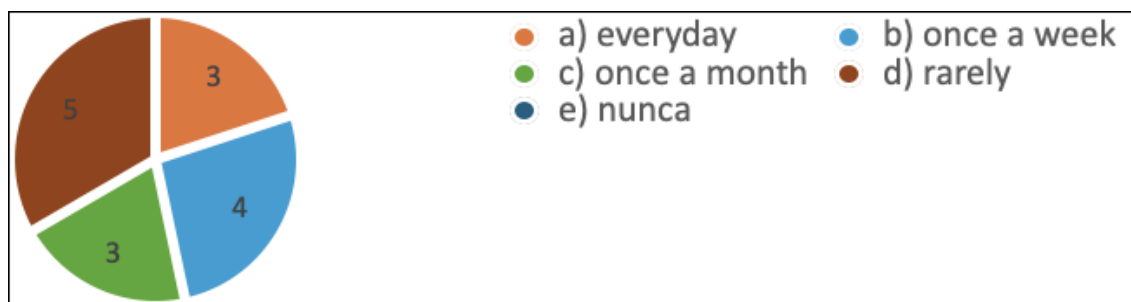 3
5
4
3
a) everyday
b) once a week
c) once a month
d) rarely
e) nunca